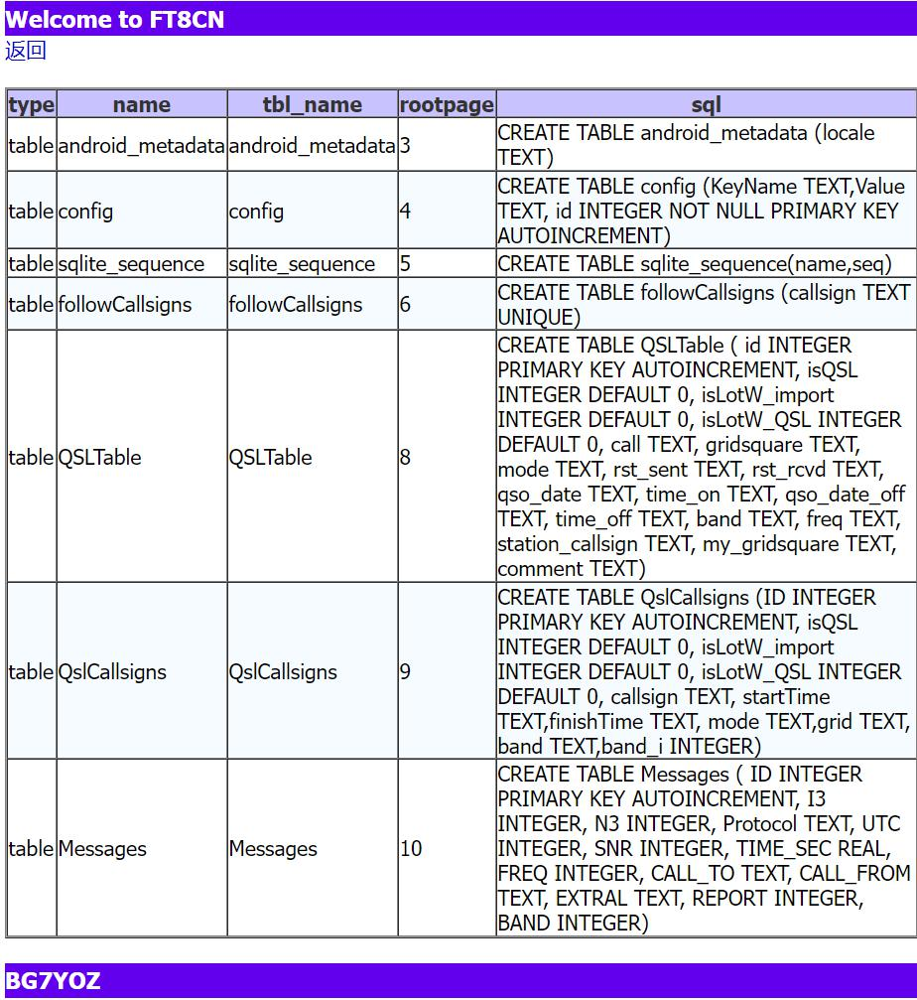 Welcome to FT8CN
返回
type name tbl_name rootpage sql
table android_metadata android_metadata 3 CREATE TABLE android_metadata (locale
TEXT)
table config config 4 CREATE TABLE config (KeyName TEXT,Value
TEXT, id INTEGER NOT NULL PRIMARY KEY
AUTOINCREMENT)
table sqlite_sequence sqlite_sequence 5 CREATE TABLE sqlite_sequence(name,seq)
table followCallsigns followCallsigns 6 CREATE TABLE followCallsigns (callsign TEXT
UNIQUE)
table QSLTable QSLTable 8 CREATE TABLE QSLTable ( id INTEGER
PRIMARY KEY AUTOINCREMENT, isQSL
INTEGER DEFAULT 0, isLotW_import
INTEGER DEFAULT 0, isLotW_QSL INTEGER
DEFAULT 0, call TEXT, gridsquare TEXT,
mode TEXT, rst_sent TEXT, rst_rcvd TEXT,
qso_date TEXT, time_on TEXT, qso_date_off
TEXT, time_off TEXT, band TEXT, freq TEXT,
station_callsign TEXT, my_gridsquare TEXT,
comment TEXT)
table QslCallsigns QslCallsigns 9 CREATE TABLE QslCallsigns (ID INTEGER
PRIMARY KEY AUTOINCREMENT, isQSL
INTEGER DEFAULT 0, isLotW_import
INTEGER DEFAULT 0, isLotW_QSL INTEGER
DEFAULT 0, callsign TEXT, startTime
TEXT,finishTime TEXT, mode TEXT,grid TEXT,
band TEXT,band_i INTEGER)
table Messages Messages 10 CREATE TABLE Messages ( ID INTEGER
PRIMARY KEY AUTOINCREMENT, I3
INTEGER, N3 INTEGER, Protocol TEXT, UTC
INTEGER, SNR INTEGER, TIME_SEC REAL,
FREQ INTEGER, CALL_TO TEXT, CALL_FROM
TEXT, EXTRAL TEXT, REPORT INTEGER,
BAND INTEGER)
BG7YOZ